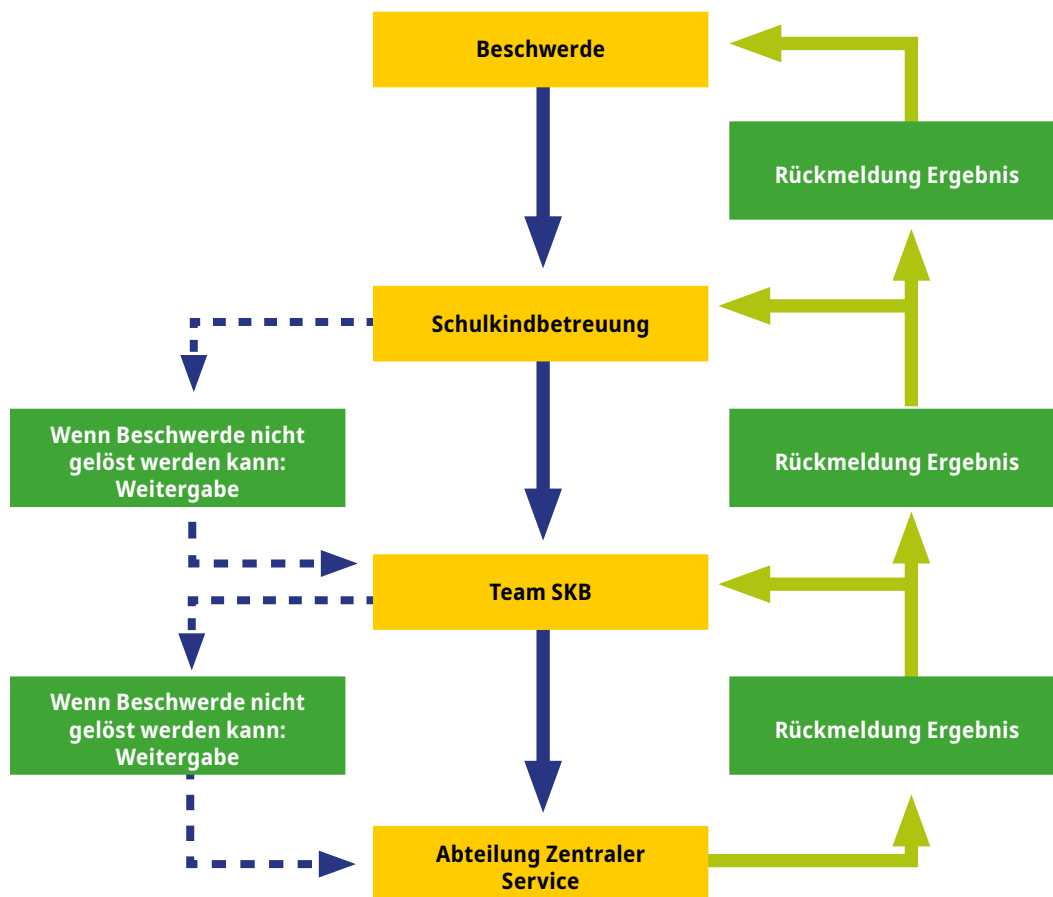 Beschwerde
Rückmeldung Ergebnis
Schulkindbetreuung
Wenn Beschwerde nicht
gelöst werden kann:
Weitergabe
Rückmeldung Ergebnis
Team SKB
Wenn Beschwerde nicht
gelöst werden kann:
Weitergabe
Rückmeldung Ergebnis
Abteilung Zentraler
Service